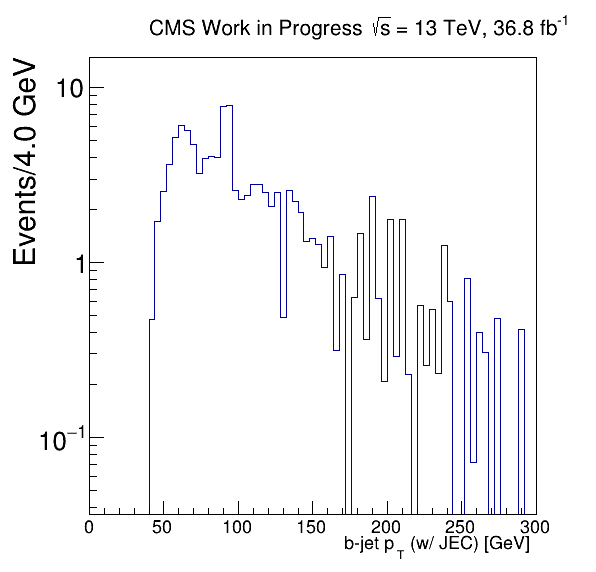 CMS Work in Progress √s = 13 TeV, 36.8 fb⁻¹
Events/4.0 GeV
10
1
10⁻¹
0 50 100 150 200 250 300
b-jet p_T (w/ JEC) [GeV]